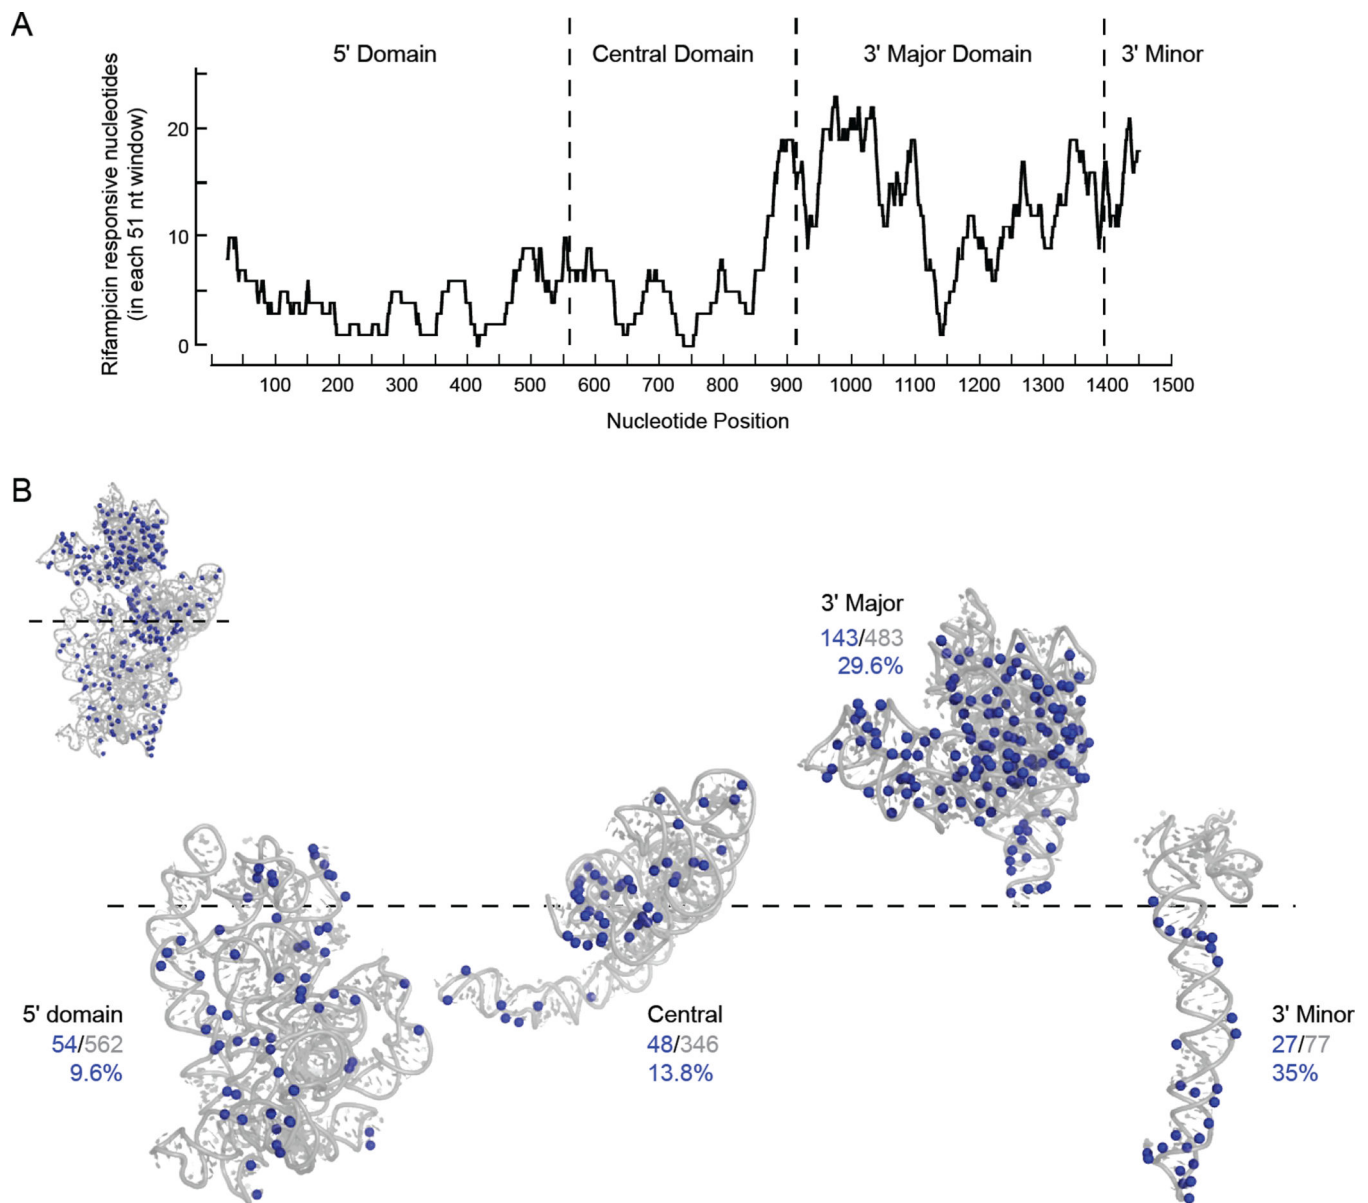 A
5' Domain
Central Domain
3' Major Domain
3' Minor
Rifampicin responsive nucleotides
(in each 51 nt window)
20
10
0
100 200 300 400 500 600 700 800 900 1000 1100 1200 1300 1400 1500
Nucleotide Position
B
3' Major
143/483
29.6%
5' domain
54/562
9.6%
Central
48/346
13.8%
3' Minor
27/77
35%